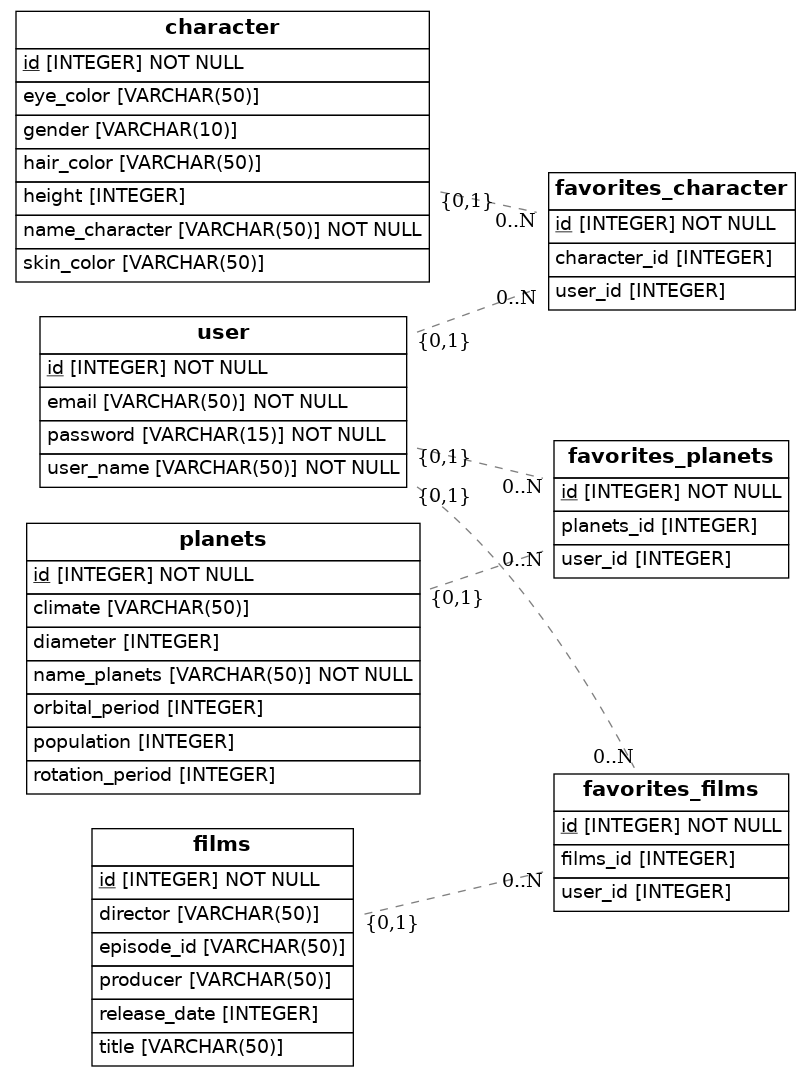 character
id [INTEGER] NOT NULL
eye_color [VARCHAR(50)]
gender [VARCHAR(10)]
hair_color [VARCHAR(50)]
height [INTEGER]
name_character [VARCHAR(50)] NOT NULL
skin_color [VARCHAR(50)]
{0,1}
0..N
favorites_character
id [INTEGER] NOT NULL
character_id [INTEGER]
user_id [INTEGER]
0..N
{0,1}
user
id [INTEGER] NOT NULL
email [VARCHAR(50)] NOT NULL
password [VARCHAR(15)] NOT NULL
user_name [VARCHAR(50)] NOT NULL
{0,1}
0..N
{0,1}
favorites_planets
id [INTEGER] NOT NULL
planets_id [INTEGER]
user_id [INTEGER]
0..N
{0,1}
planets
id [INTEGER] NOT NULL
climate [VARCHAR(50)]
diameter [INTEGER]
name_planets [VARCHAR(50)] NOT NULL
orbital_period [INTEGER]
population [INTEGER]
rotation_period [INTEGER]
0..N
favorites_films
id [INTEGER] NOT NULL
films_id [INTEGER]
user_id [INTEGER]
0..N
{0,1}
films
id [INTEGER] NOT NULL
director [VARCHAR(50)]
episode_id [VARCHAR(50)]
producer [VARCHAR(50)]
release_date [INTEGER]
title [VARCHAR(50)]